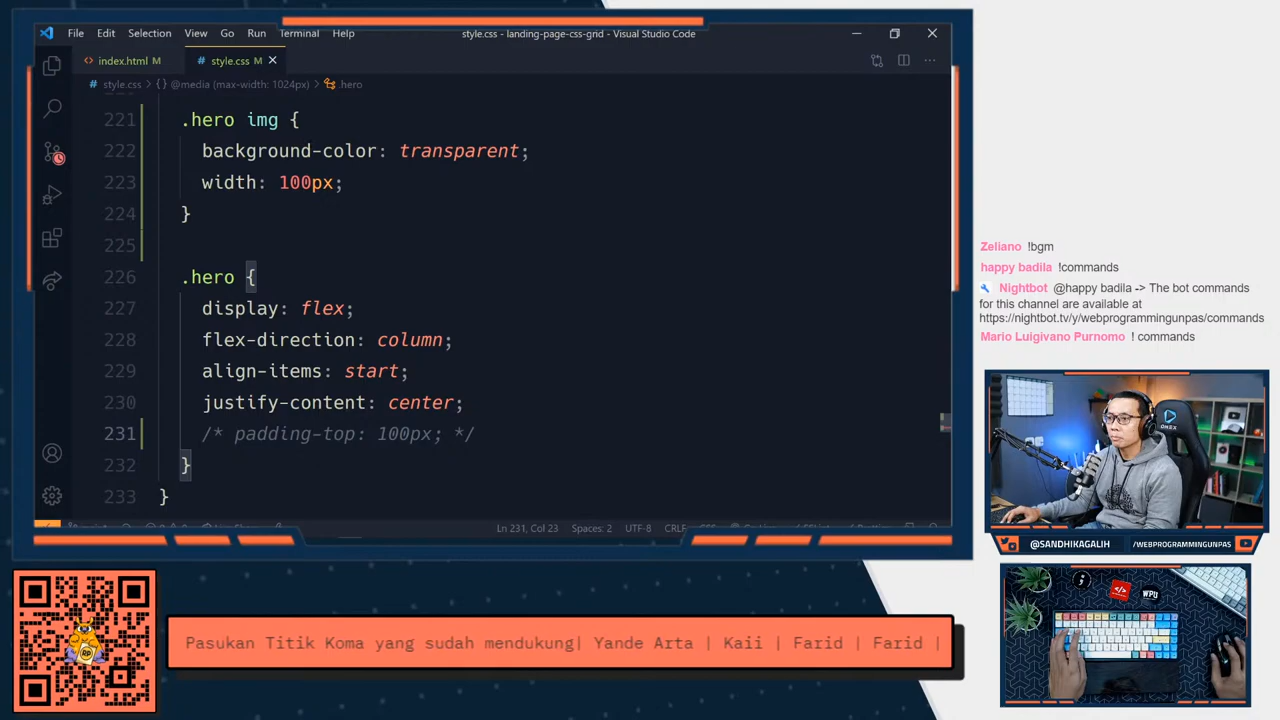 File Edit Selection View Go Run Terminal Help style.css - landing-page-css-grid - Visual Studio Code
<> index.html M # style.css M
# style.css > {} @media (max-width: 1024px) > .hero
221 .hero img {
222 background-color: transparent;
223 width: 100px;
224 }
225
226 .hero {
227 display: flex;
228 flex-direction: column;
229 align-items: start;
230 justify-content: center;
231 /* padding-top: 100px; */
232 }
233 }
Ln 231, Col 23 Spaces: 2 UTF-8 CRLF
Zeliano !bgm
happy badila !commands
Nightbot @happy badila -> The bot commands
for this channel are available at
https://nightbot.tv/y/webprogrammingunpas/commands
Mario Luigivano Purnomo ! commands
@SANDHIKAGALIH /WEBPROGRAMMINGUNPAS
WPU
Pasukan Titik Koma yang sudah mendukung| Yande Arta | Kaii | Farid | Farid |